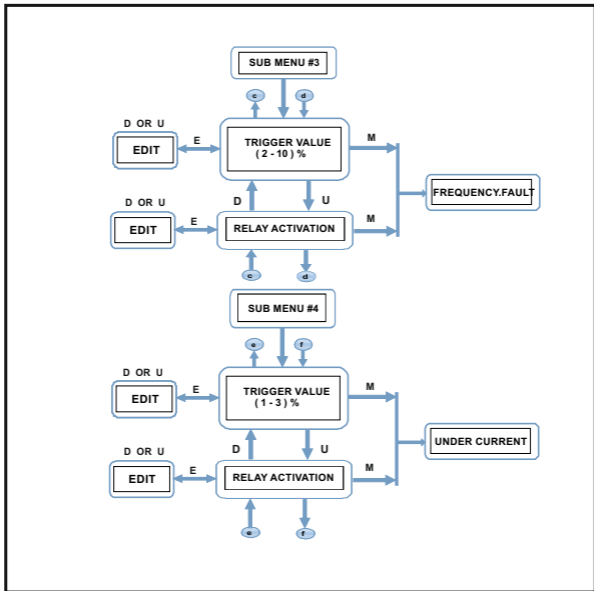 SUB MENU #3
c
d
D OR U
E
EDIT
TRIGGER VALUE
( 2 - 10 ) %
M
FREQUENCY.FAULT
D
U
D OR U
E
EDIT
RELAY ACTIVATION
M
c
d
SUB MENU #4
e
f
D OR U
E
EDIT
TRIGGER VALUE
( 1 - 3 ) %
M
UNDER CURRENT
D
U
D OR U
E
EDIT
RELAY ACTIVATION
M
e
f